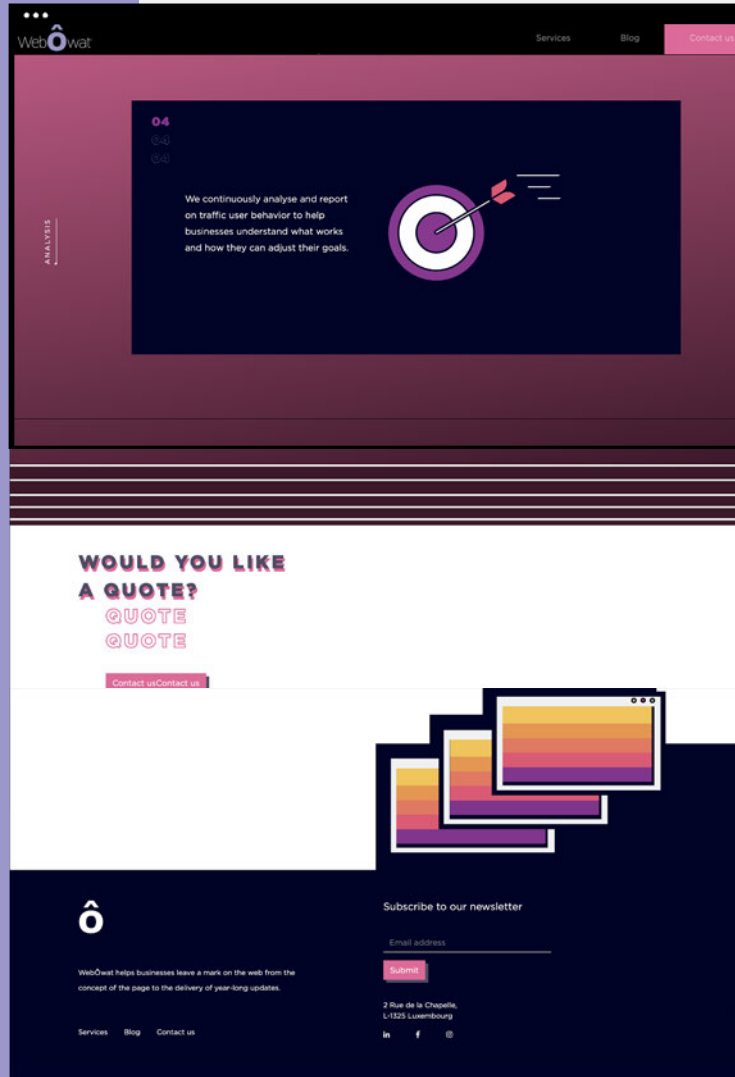 WebÔwat
Services Blog Contact us
04
04
04
We continuously analyse and report
on traffic user behavior to help
businesses understand what works
and how they can adjust their goals.
ANALYSIS
WOULD YOU LIKE
A QUOTE?
QUOTE
QUOTE
Contact usContact us
ô
Subscribe to our newsletter
Email address
Submit
WebÔwat helps businesses leave a mark on the web from the
concept of the page to the delivery of year-long updates.
2 Rue de la Chapelle,
L-1325 Luxembourg
Services Blog Contact us
in f